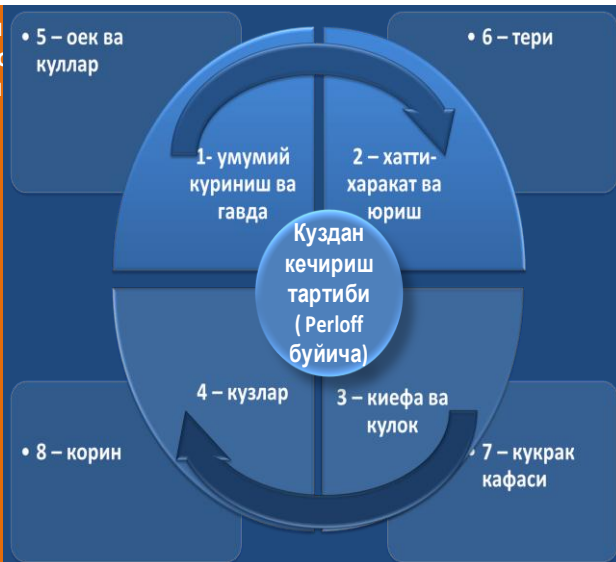 • 5 – оек ва
куллар
• 6 – тери
1- умумий
куриниш ва
гавда
2 – хатти-
харакат ва
юриш
Куздан
кечириш
тартиби
( Perloff
буйича)
4 – кузлар
3 – киефа ва
кулок
• 8 – корин
• 7 – кукрак
кафаси